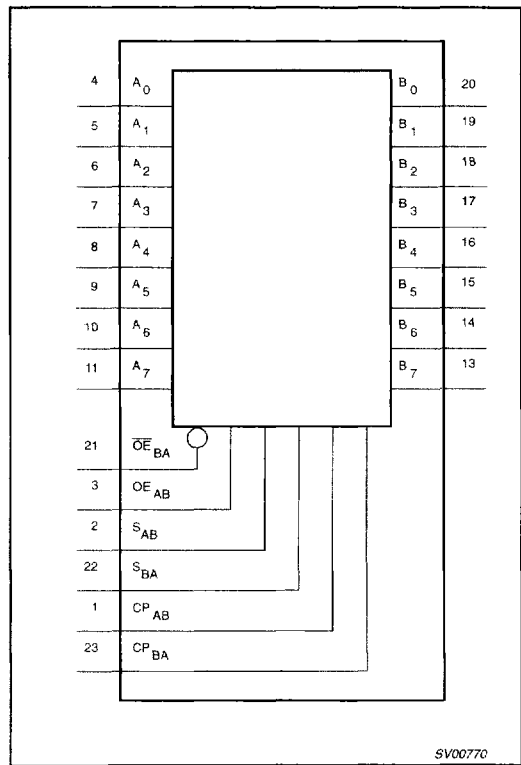 4 A0 B0 20
5 A1 B1 19
6 A2 B2 18
7 A3 B3 17
8 A4 B4 16
9 A5 B5 15
10 A6 B6 14
11 A7 B7 13
21 O̅E̅BA
3 OEAB
2 SAB
22 SBA
1 CPAB
23 CPBA
SV00770